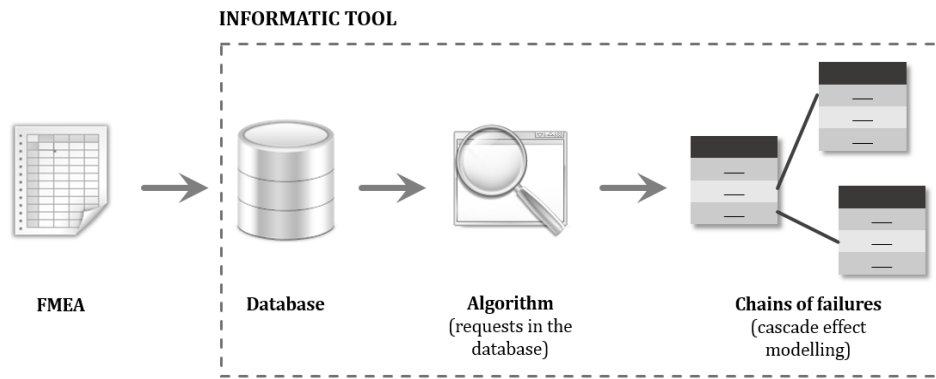 INFORMATIC TOOL
FMEA
Database
Algorithm
(requests in the
database)
Chains of failures
(cascade effect
modelling)